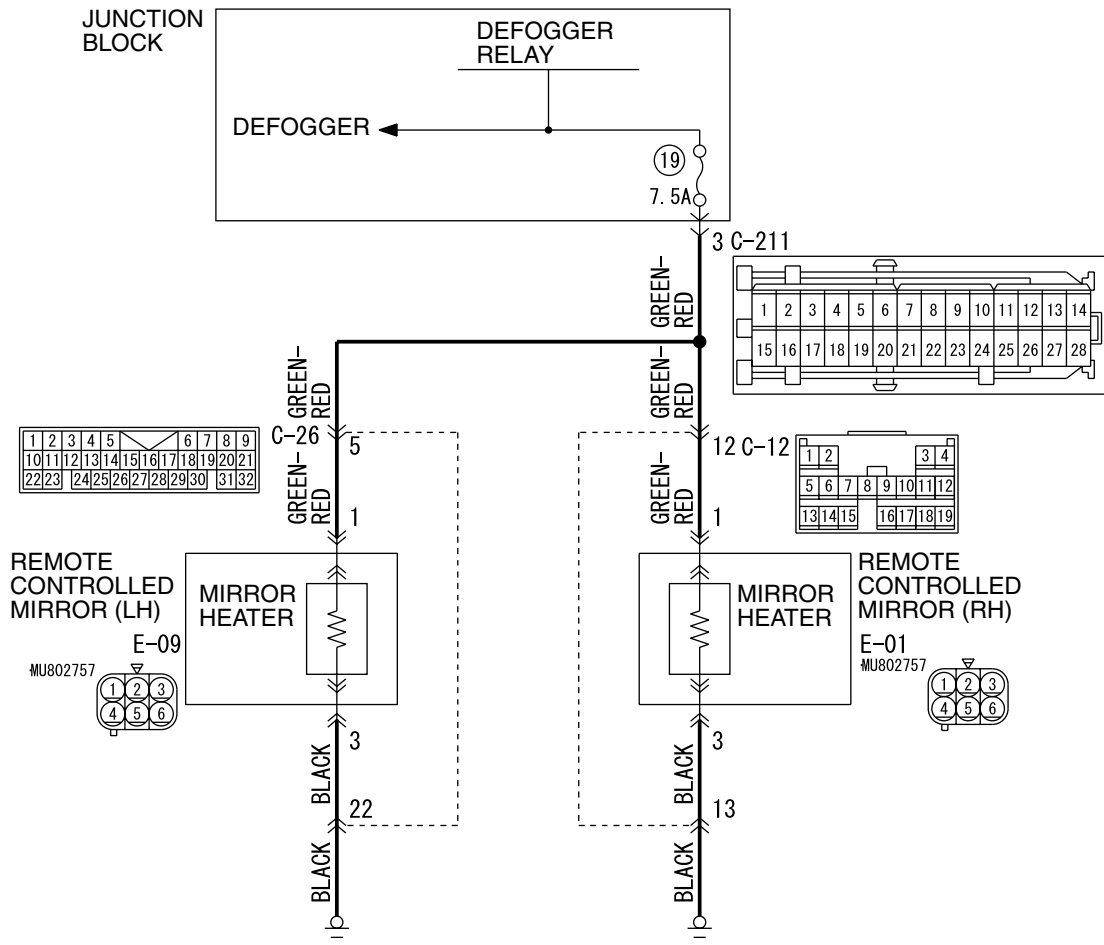 JUNCTION
BLOCK
DEFOGGER
RELAY
DEFOGGER
19
7.5A
3 C-211
GREEN-
RED
1 2 3 4 5 6 7 8 9 10 11 12 13 14
15 16 17 18 19 20 21 22 23 24 25 26 27 28
GREEN-
RED
GREEN-
RED
C-26
5
1 2 3 4 5 6 7 8 9
10 11 12 13 14 15 16 17 18 19 20 21
22 23 24 25 26 27 28 29 30 31 32
12 C-12
1 2 3 4
5 6 7 8 9 10 11 12
13 14 15 16 17 18 19
GREEN-
RED
1
GREEN-
RED
1
REMOTE
CONTROLLED
MIRROR (LH)
E-09
MU802757
1 2 3
4 5 6
MIRROR
HEATER
MIRROR
HEATER
REMOTE
CONTROLLED
MIRROR (RH)
E-01
MU802757
1 2 3
4 5 6
3
BLACK
22
BLACK
3
BLACK
13
BLACK